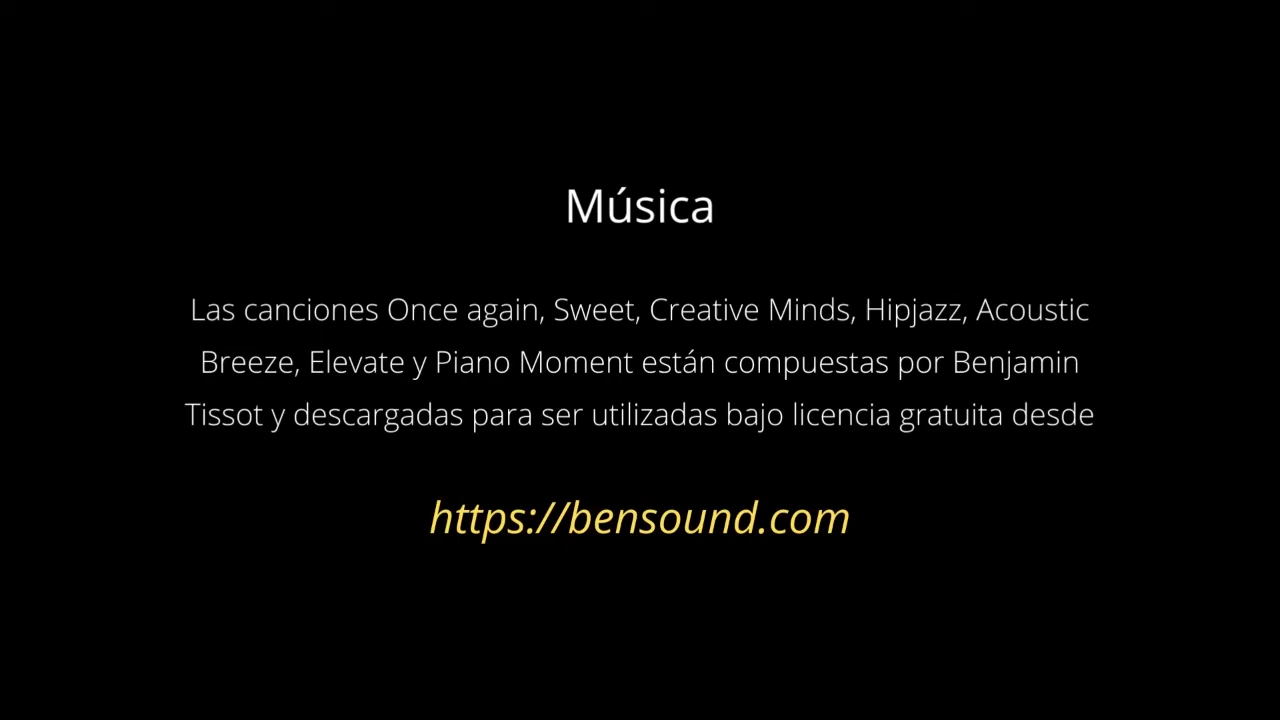 Música
Las canciones Once again, Sweet, Creative Minds, Hipjazz, Acoustic
Breeze, Elevate y Piano Moment están compuestas por Benjamin
Tissot y descargadas para ser utilizadas bajo licencia gratuita desde
https://bensound.com